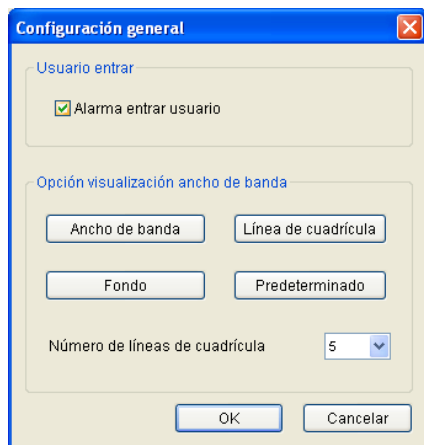 Configuración general
Usuario entrar
Alarma entrar usuario
Opción visualización ancho de banda
Ancho de banda
Línea de cuadrícula
Fondo
Predeterminado
Número de líneas de cuadrícula
5
OK
Cancelar